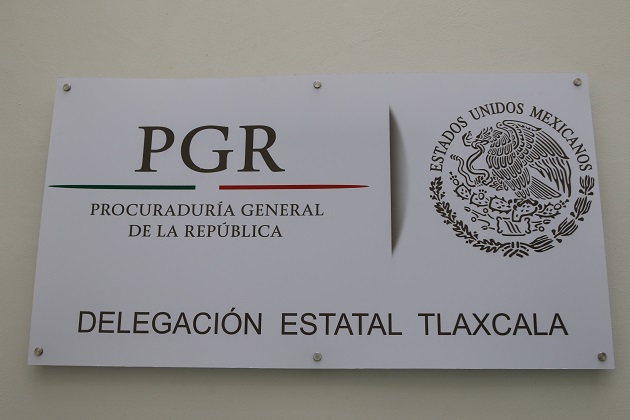 PGR
PROCURADURÍA GENERAL
DE LA REPÚBLICA
ESTADOS UNIDOS MEXICANOS
DELEGACIÓN ESTATAL TLAXCALA